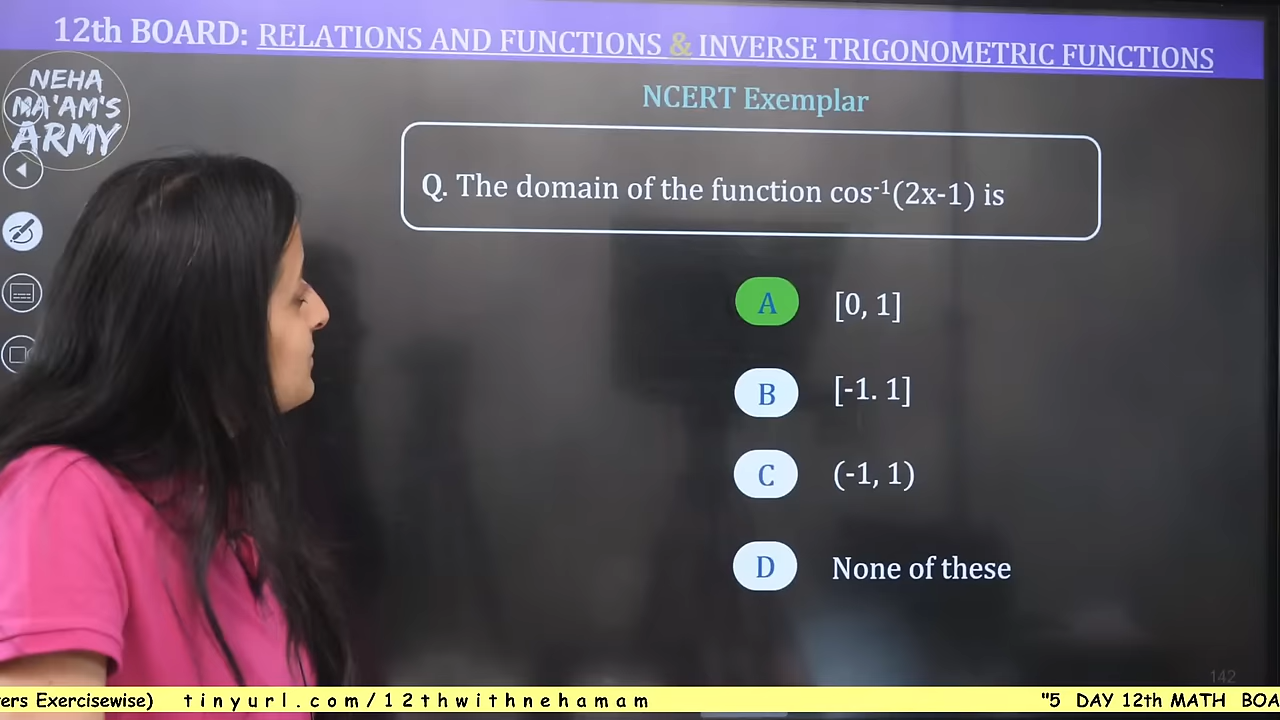 12th BOARD: RELATIONS AND FUNCTIONS & INVERSE TRIGONOMETRIC FUNCTIONS
NEHA
MA'AM'S
ARMY
NCERT Exemplar
Q. The domain of the function cos⁻¹(2x-1) is
A [0, 1]
B [-1. 1]
C (-1, 1)
D None of these
142
ers Exercisewise) tinyurl.com/12thwithnehamam "5 DAY 12th MATH BOA